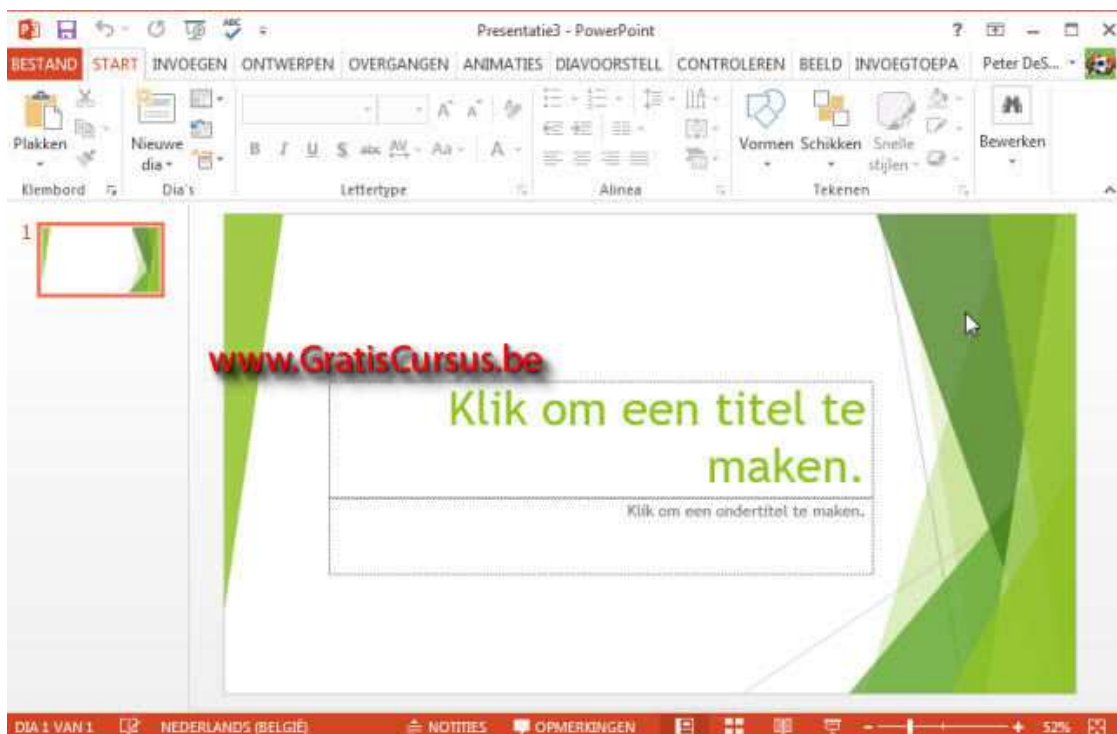 Presentatie3 - PowerPoint
BESTAND START INVOEGEN ONTWERPEN OVERGANGEN ANIMATIES DIAVOORSTELL CONTROLEREN BEELD INVOEGTOEPA Peter DeS...
Plakken Nieuwe dia Vormen Schikken Snelle stijlen Bewerken
Klembord Dia's Lettertype Alinea Tekenen
1
www.GratisCursus.be
Klik om een titel te
maken.
Klik om een ondertitel te maken.
DIA 1 VAN 1 NEDERLANDS (BELGIË) NOTITIES OPMERKINGEN 52%